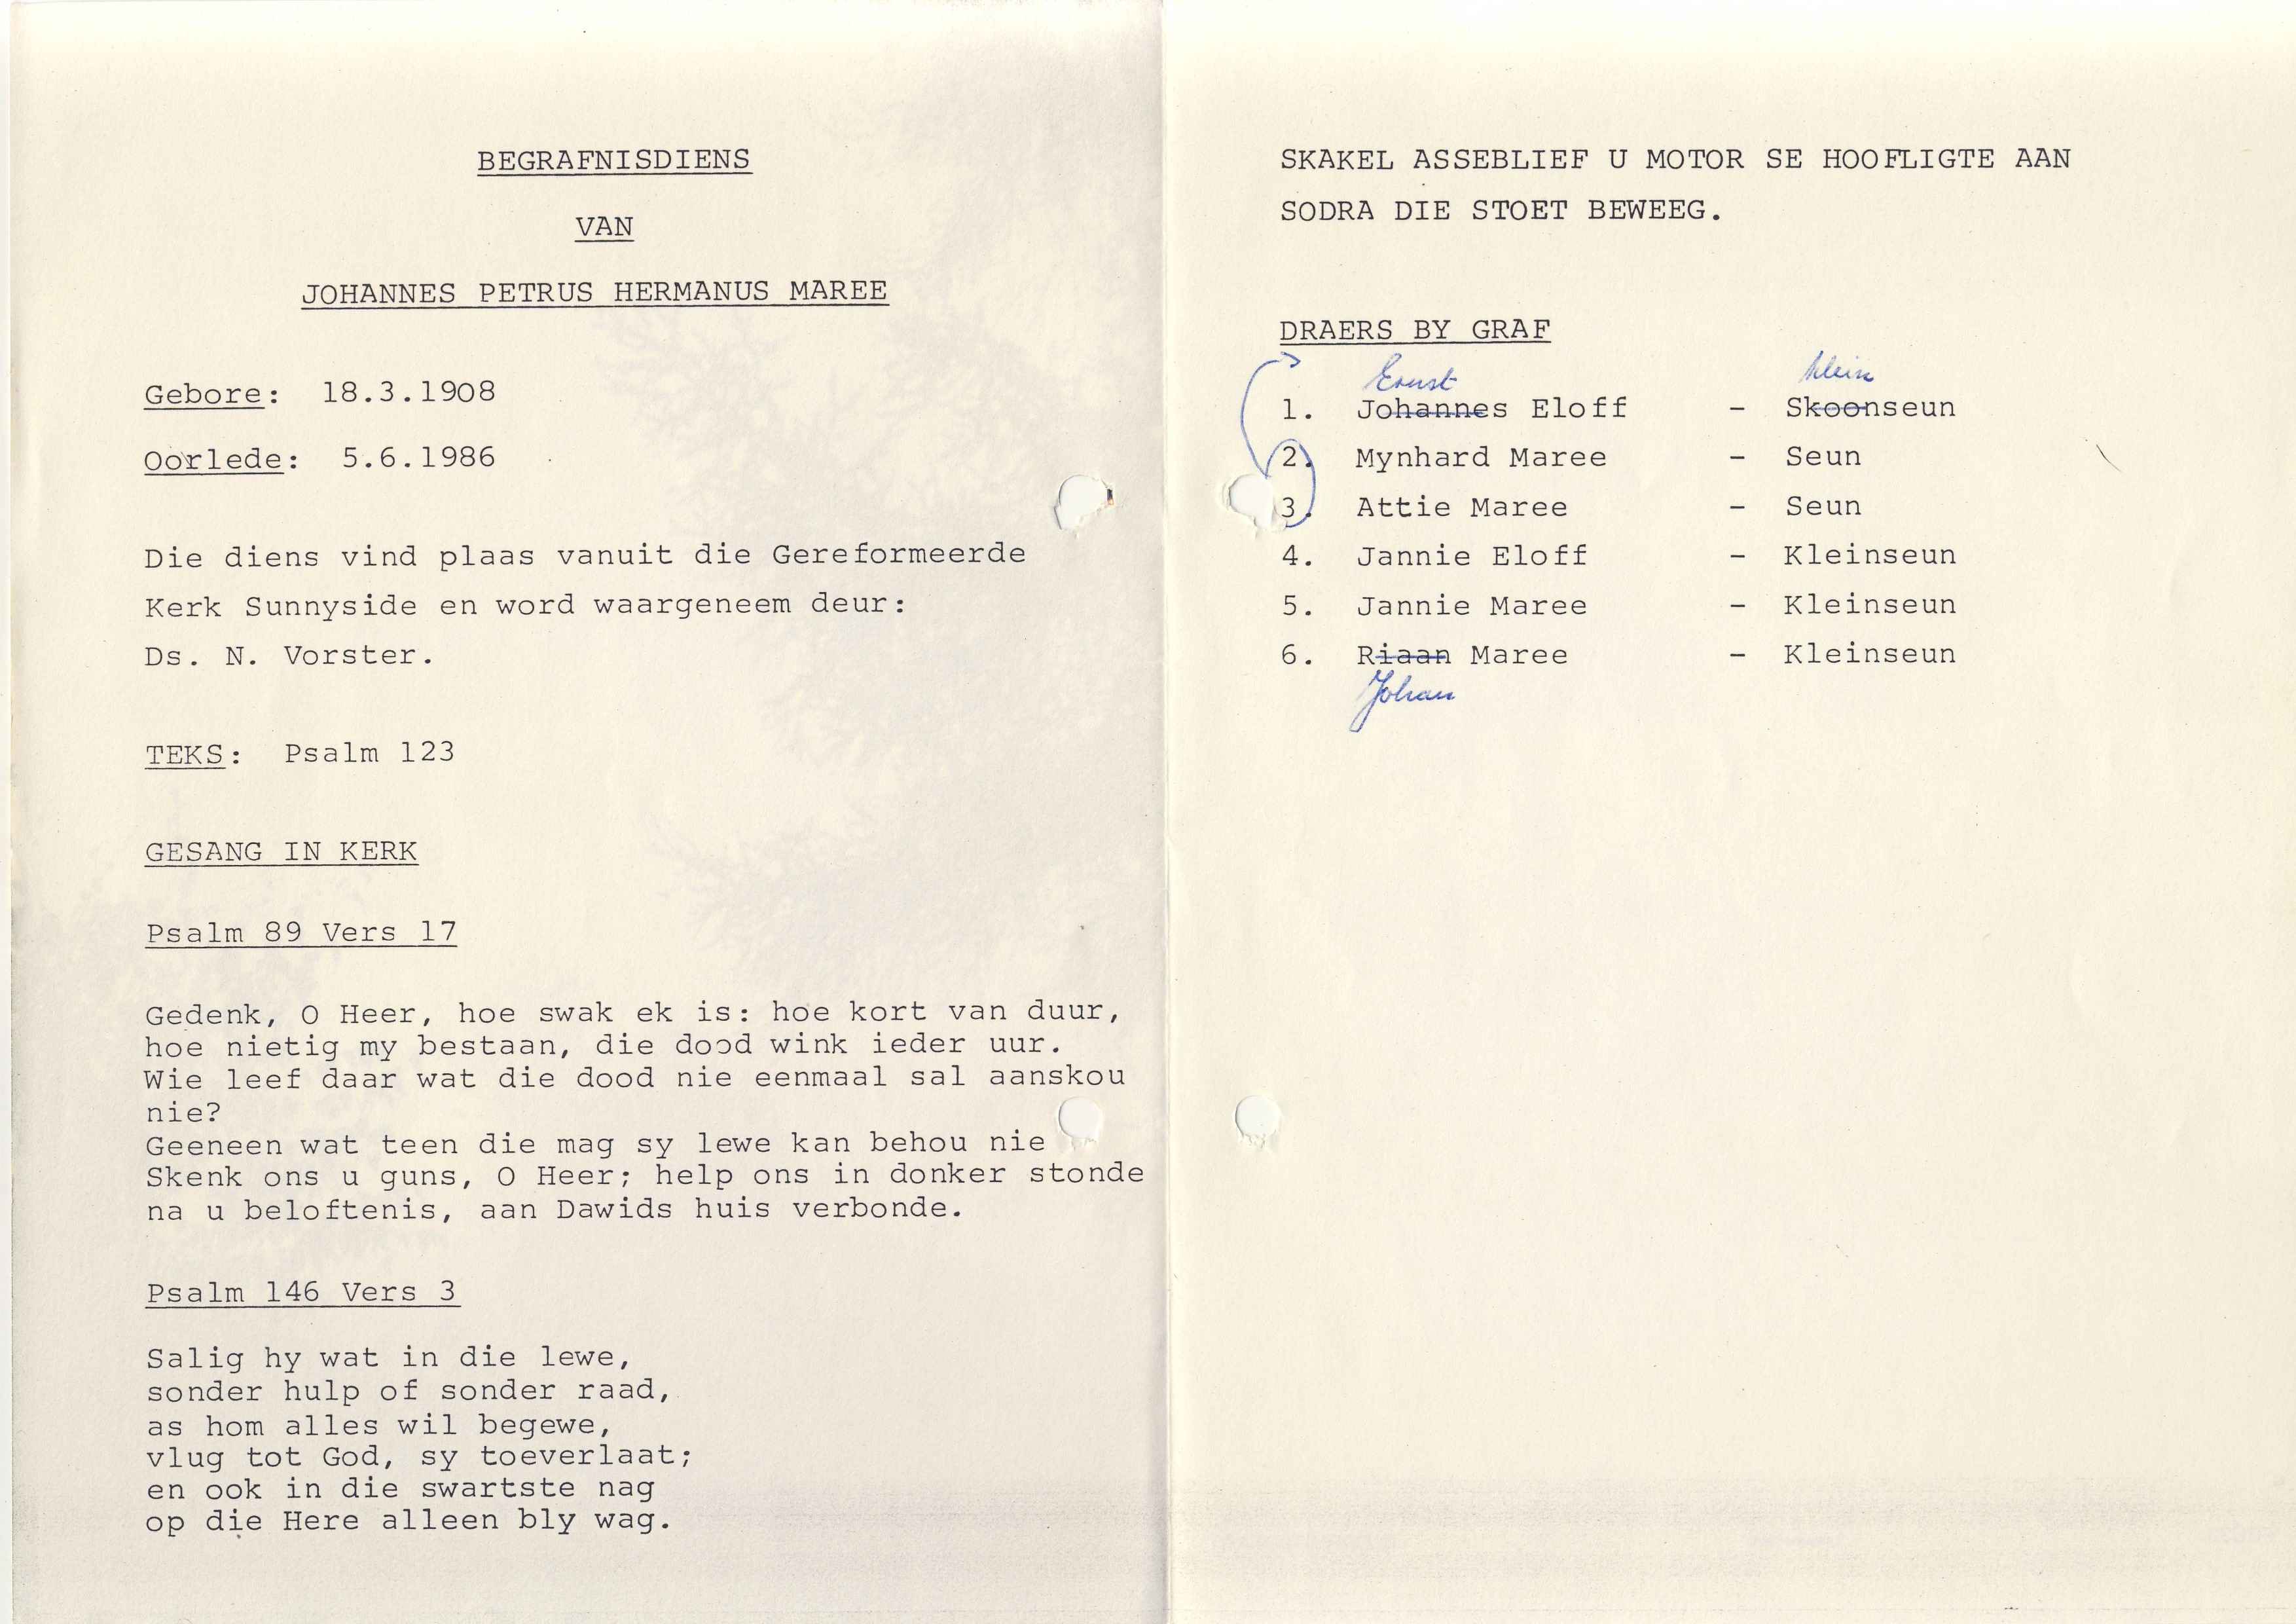 BEGRAFNISDIENS
VAN
JOHANNES PETRUS HERMANUS MAREE
Gebore: 18.3.1908
Oorlede: 5.6.1986
Die diens vind plaas vanuit die Gereformeerde
Kerk Sunnyside en word waargeneem deur:
Ds. N. Vorster.
TEKS: Psalm 123
GESANG IN KERK
Psalm 89 Vers 17
Gedenk, O Heer, hoe swak ek is: hoe kort van duur,
hoe nietig my bestaan, die dood wink ieder uur.
Wie leef daar wat die dood nie eenmaal sal aanskou
nie?
Geeneen wat teen die mag sy lewe kan behou nie
Skenk ons u guns, O Heer; help ons in donker stonde
na u beloftenis, aan Dawids huis verbonde.
Psalm 146 Vers 3
Salig hy wat in die lewe,
sonder hulp of sonder raad,
as hom alles wil begewe,
vlug tot God, sy toeverlaat;
en ook in die swartste nag
op die Here alleen bly wag.
SKAKEL ASSEBLIEF U MOTOR SE HOOFLIGTE AAN
SODRA DIE STOET BEWEEG.
DRAERS BY GRAF
Ernst klein
1. Johannes Eloff - Skoonseun
2. Mynhard Maree - Seun
3. Attie Maree - Seun
4. Jannie Eloff - Kleinseun
5. Jannie Maree - Kleinseun
6. Riaan Maree - Kleinseun
Johan